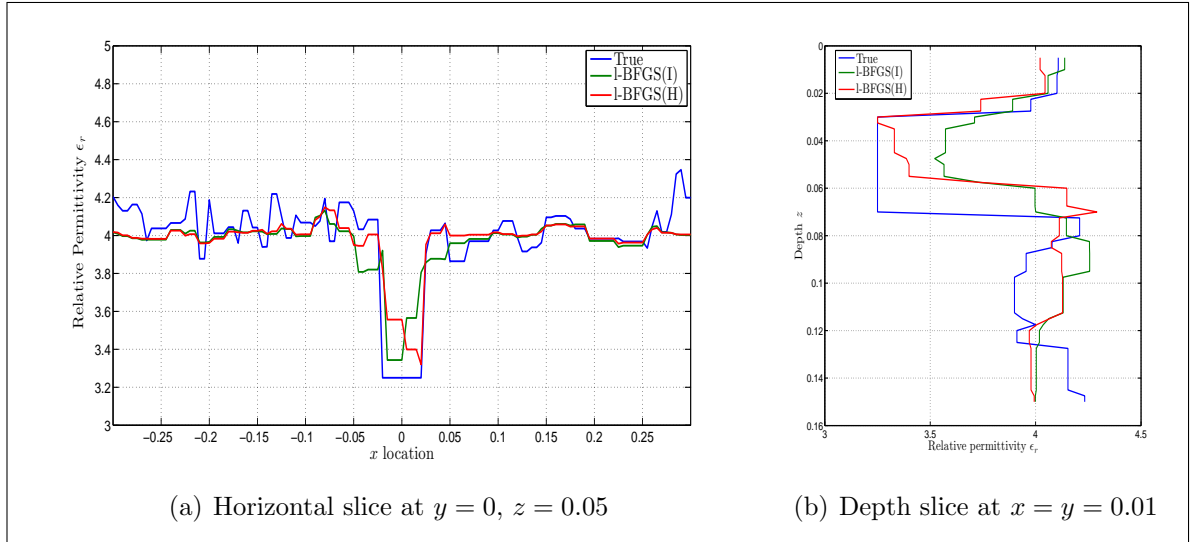 5
4.8
4.6
4.4
4.2
4
3.8
3.6
3.4
3.2
3
Relative Permittivity ϵr
−0.25 −0.2 −0.15 −0.1 −0.05 0 0.05 0.1 0.15 0.2 0.25
x location
True
l-BFGS(I)
l-BFGS(H)
(a) Horizontal slice at y = 0, z = 0.05
0
0.02
0.04
0.06
0.08
0.1
0.12
0.14
0.16
Depth z
3 3.5 4 4.5
Relative permittivity ϵr
True
l-BFGS(I)
l-BFGS(H)
(b) Depth slice at x = y = 0.01